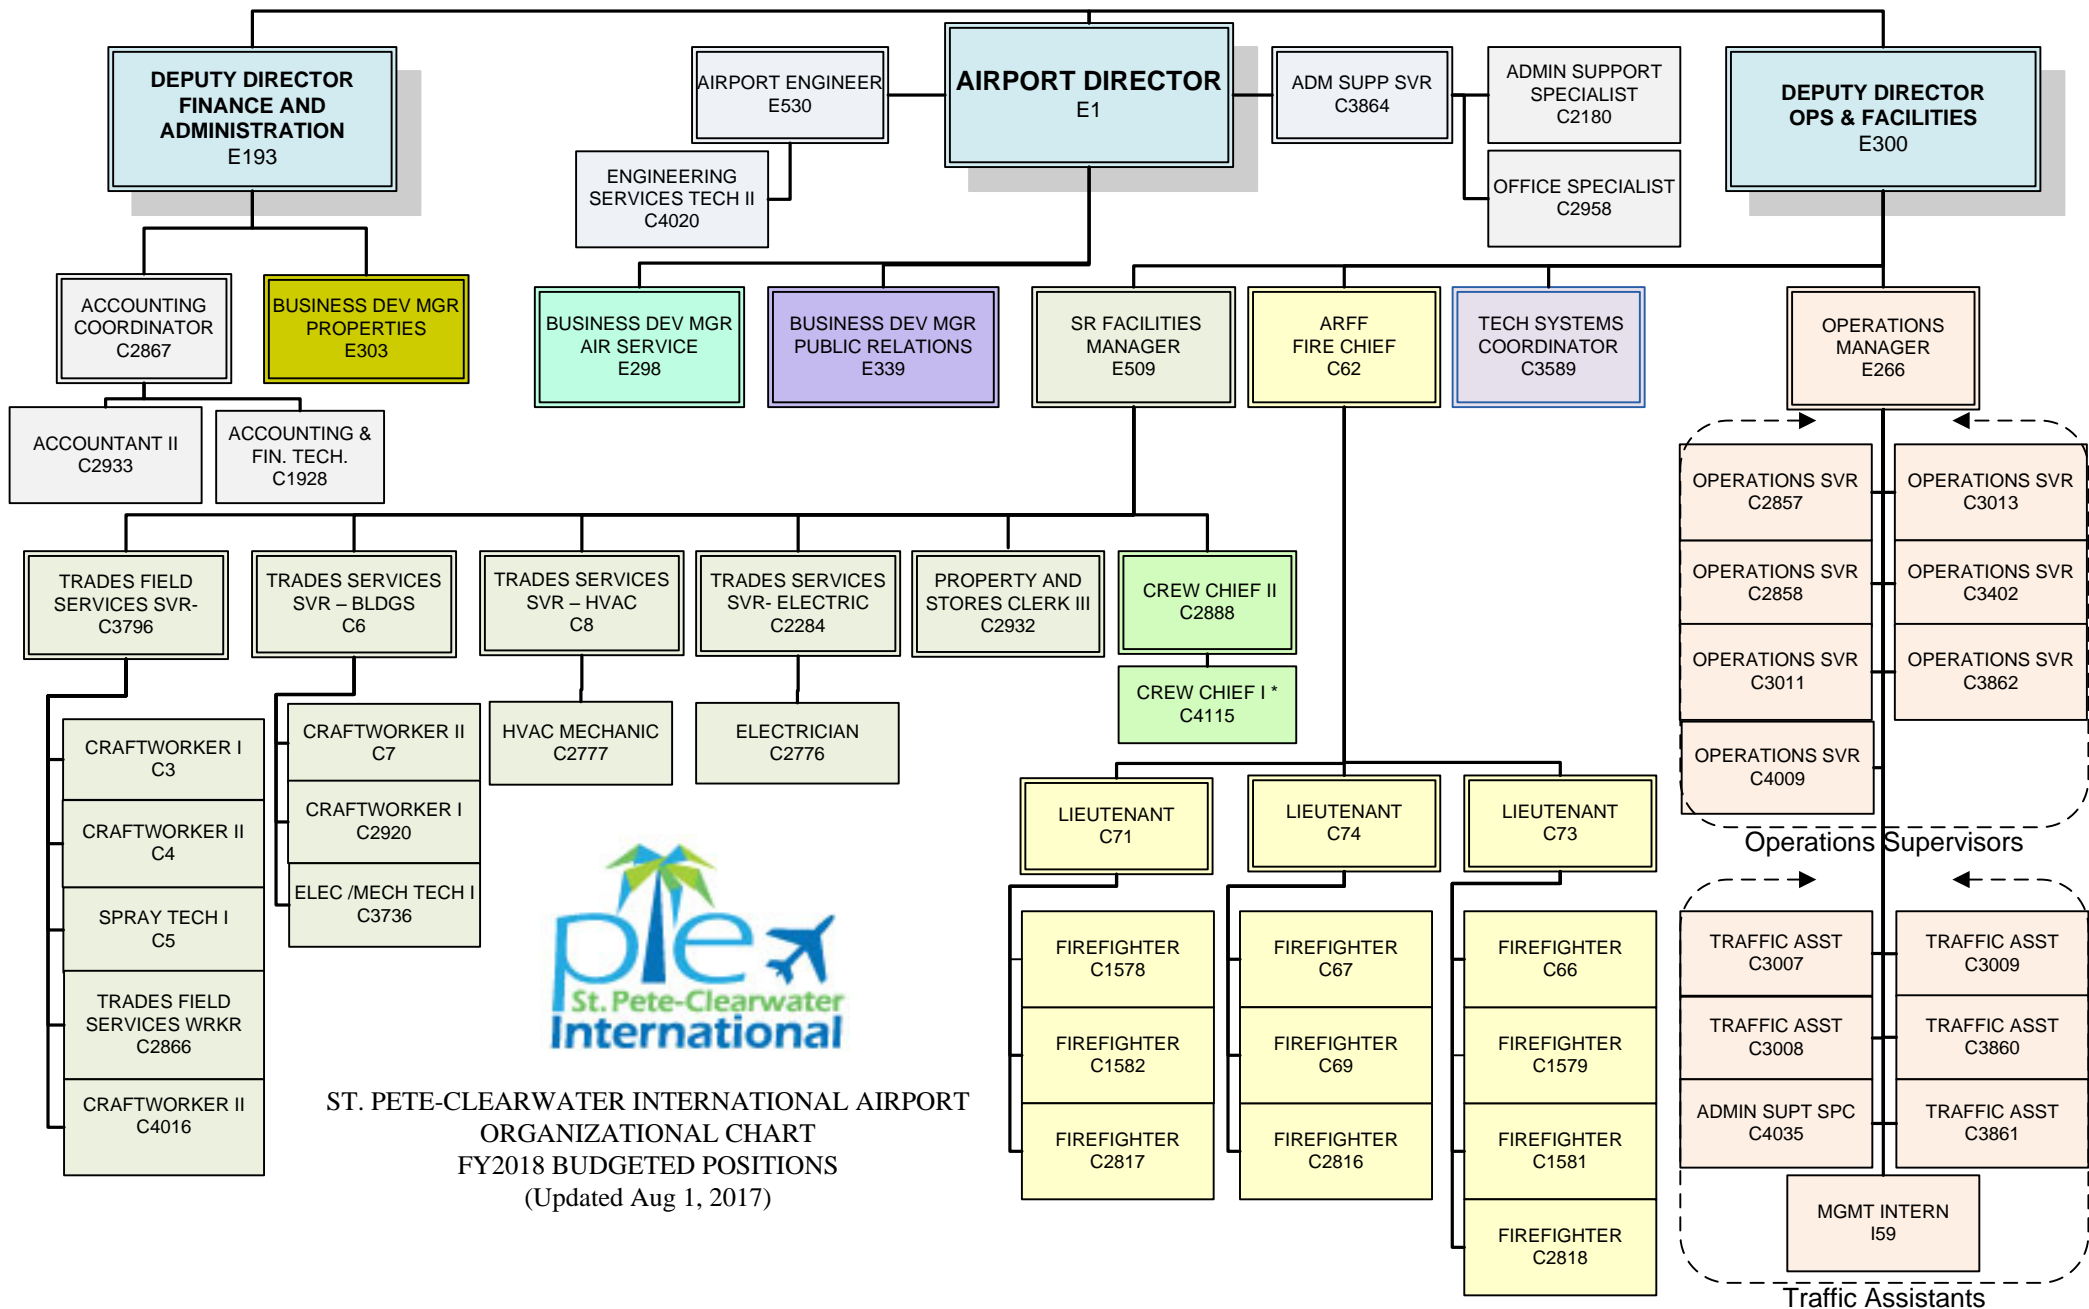 DEPUTY DIRECTOR
FINANCE AND
ADMINISTRATION
E193
AIRPORT ENGINEER
E530
ENGINEERING
SERVICES TECH II
C4020
AIRPORT DIRECTOR
E1
ADM SUPP SVR
C3864
ADMIN SUPPORT
SPECIALIST
C2180
OFFICE SPECIALIST
C2958
DEPUTY DIRECTOR
OPS & FACILITIES
E300
ACCOUNTING
COORDINATOR
C2867
BUSINESS DEV MGR
PROPERTIES
E303
BUSINESS DEV MGR
AIR SERVICE
E298
BUSINESS DEV MGR
PUBLIC RELATIONS
E339
SR FACILITIES
MANAGER
E509
ARFF
FIRE CHIEF
C62
TECH SYSTEMS
COORDINATOR
C3589
OPERATIONS
MANAGER
E266
ACCOUNTANT II
C2933
ACCOUNTING &
FIN. TECH.
C1928
TRADES FIELD
SERVICES SVR-
C3796
TRADES SERVICES
SVR – BLDGS
C6
TRADES SERVICES
SVR – HVAC
C8
TRADES SERVICES
SVR- ELECTRIC
C2284
PROPERTY AND
STORES CLERK III
C2932
CREW CHIEF II
C2888
CREW CHIEF I *
C4115
CRAFTWORKER I
C3
CRAFTWORKER II
C4
SPRAY TECH I
C5
TRADES FIELD
SERVICES WRKR
C2866
CRAFTWORKER II
C4016
CRAFTWORKER II
C7
CRAFTWORKER I
C2920
ELEC /MECH TECH I
C3736
HVAC MECHANIC
C2777
ELECTRICIAN
C2776
LIEUTENANT
C71
LIEUTENANT
C74
LIEUTENANT
C73
FIREFIGHTER
C1578
FIREFIGHTER
C1582
FIREFIGHTER
C2817
FIREFIGHTER
C67
FIREFIGHTER
C69
FIREFIGHTER
C2816
FIREFIGHTER
C66
FIREFIGHTER
C1579
FIREFIGHTER
C1581
FIREFIGHTER
C2818
OPERATIONS SVR
C2857
OPERATIONS SVR
C3013
OPERATIONS SVR
C2858
OPERATIONS SVR
C3402
OPERATIONS SVR
C3011
OPERATIONS SVR
C3862
OPERATIONS SVR
C4009
Operations Supervisors
TRAFFIC ASST
C3007
TRAFFIC ASST
C3009
TRAFFIC ASST
C3008
TRAFFIC ASST
C3860
ADMIN SUPT SPC
C4035
TRAFFIC ASST
C3861
MGMT INTERN
I59
Traffic Assistants
pie
St. Pete-Clearwater
International
ST. PETE-CLEARWATER INTERNATIONAL AIRPORT
ORGANIZATIONAL CHART
FY2018 BUDGETED POSITIONS
(Updated Aug 1, 2017)